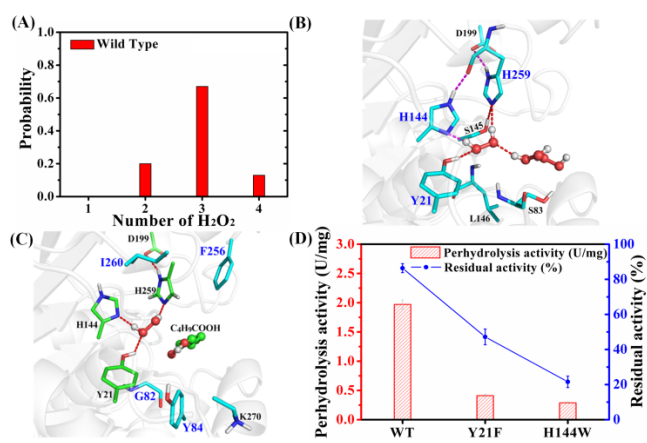 (A)
Wild Type
Probability
1.0
0.8
0.6
0.4
0.2
0.0
1 2 3 4
Number of H₂O₂
(B)
D199
H259
H144
S145
Y21
L146
S83
(C)
D199
I260
F256
H259
H144
C₄H₉COOH
Y21
G82
Y84
K270
(D)
Perhydrolysis activity (U/mg)
Residual activity (%)
Perhydrolysis activity (U/mg)
3.0
2.5
2.0
1.5
1.0
0.5
0.0
WT Y21F H144W
100
90
80
60
40
20
0
Residual activity (%)